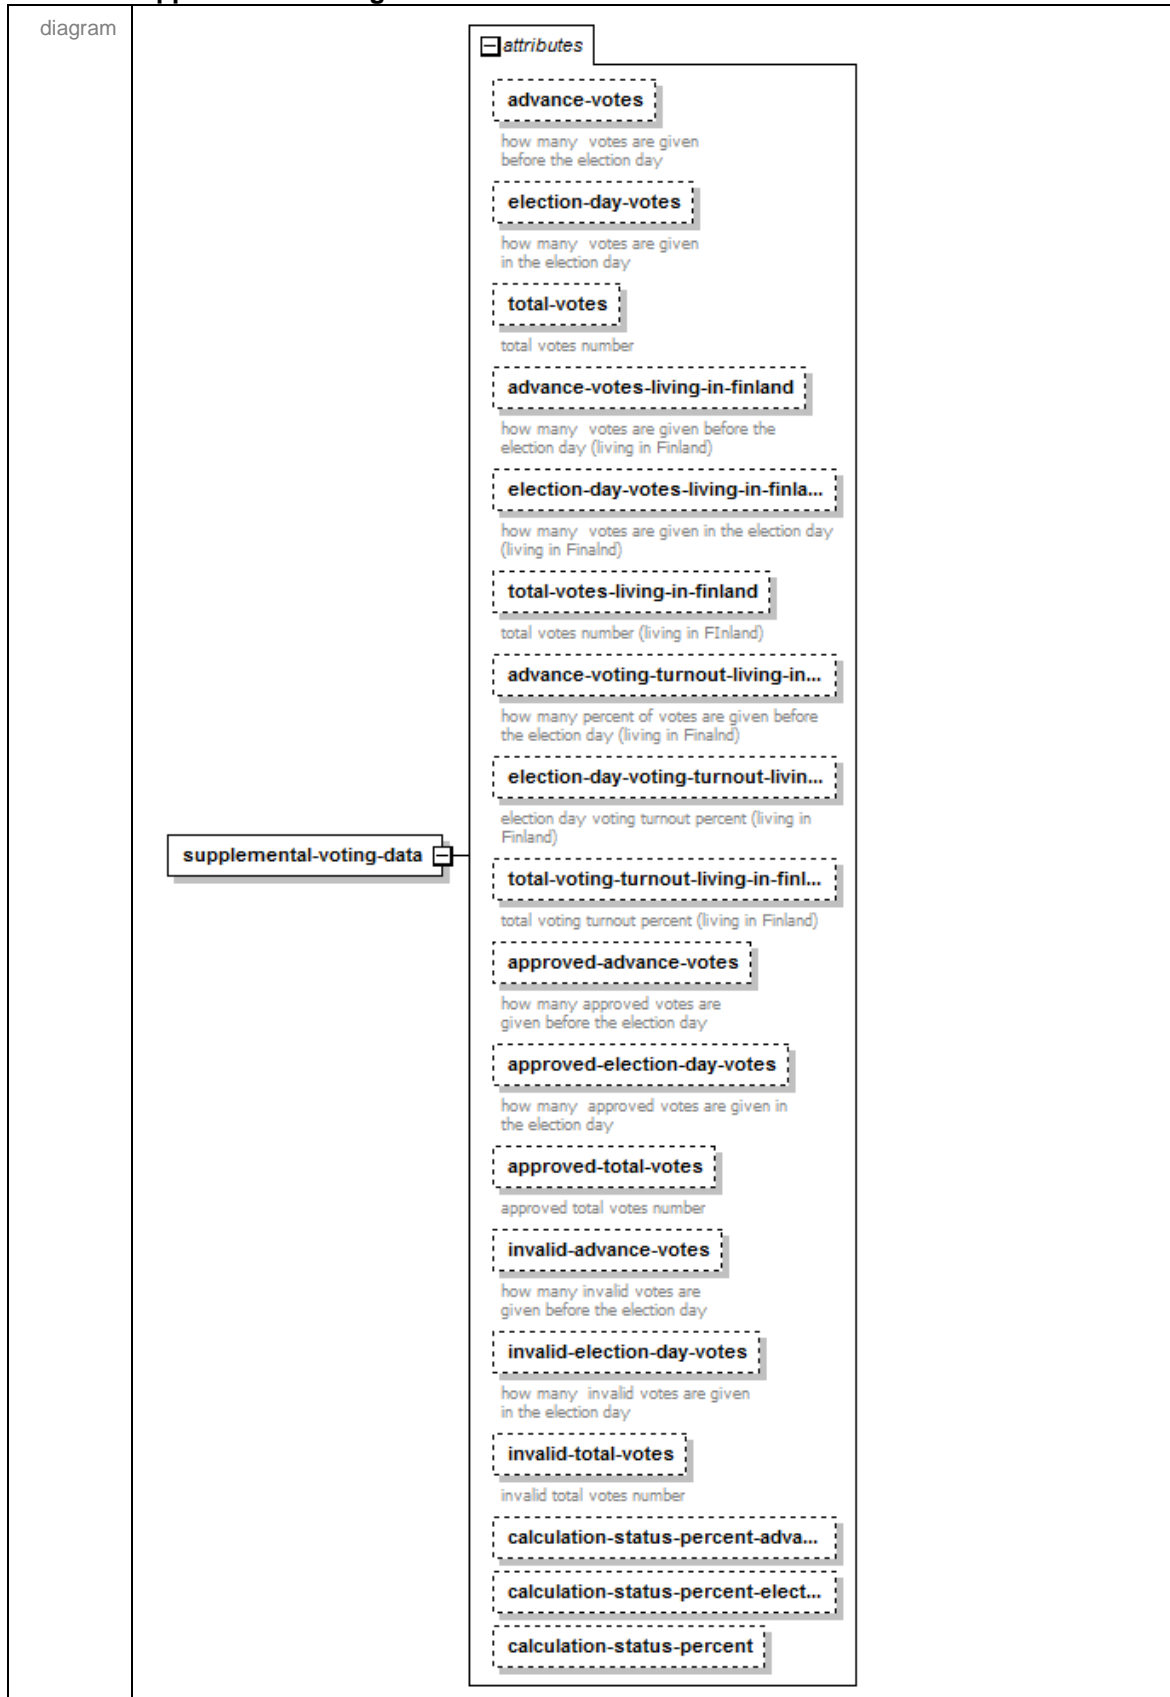 diagram
attributes
advance-votes
how many votes are given
before the election day
election-day-votes
how many votes are given
in the election day
total-votes
total votes number
advance-votes-living-in-finland
how many votes are given before the
election day (living in Finland)
election-day-votes-living-in-finla...
how many votes are given in the election day
(living in Finalnd)
total-votes-living-in-finland
total votes number (living in FInland)
advance-voting-turnout-living-in...
how many percent of votes are given before
the election day (living in Finalnd)
election-day-voting-turnout-livin...
election day voting turnout percent (living in
Finland)
supplemental-voting-data
total-voting-turnout-living-in-finl...
total voting turnout percent (living in Finland)
approved-advance-votes
how many approved votes are
given before the election day
approved-election-day-votes
how many approved votes are given in
the election day
approved-total-votes
approved total votes number
invalid-advance-votes
how many invalid votes are
given before the election day
invalid-election-day-votes
how many invalid votes are given
in the election day
invalid-total-votes
invalid total votes number
calculation-status-percent-adva...
calculation-status-percent-elect...
calculation-status-percent